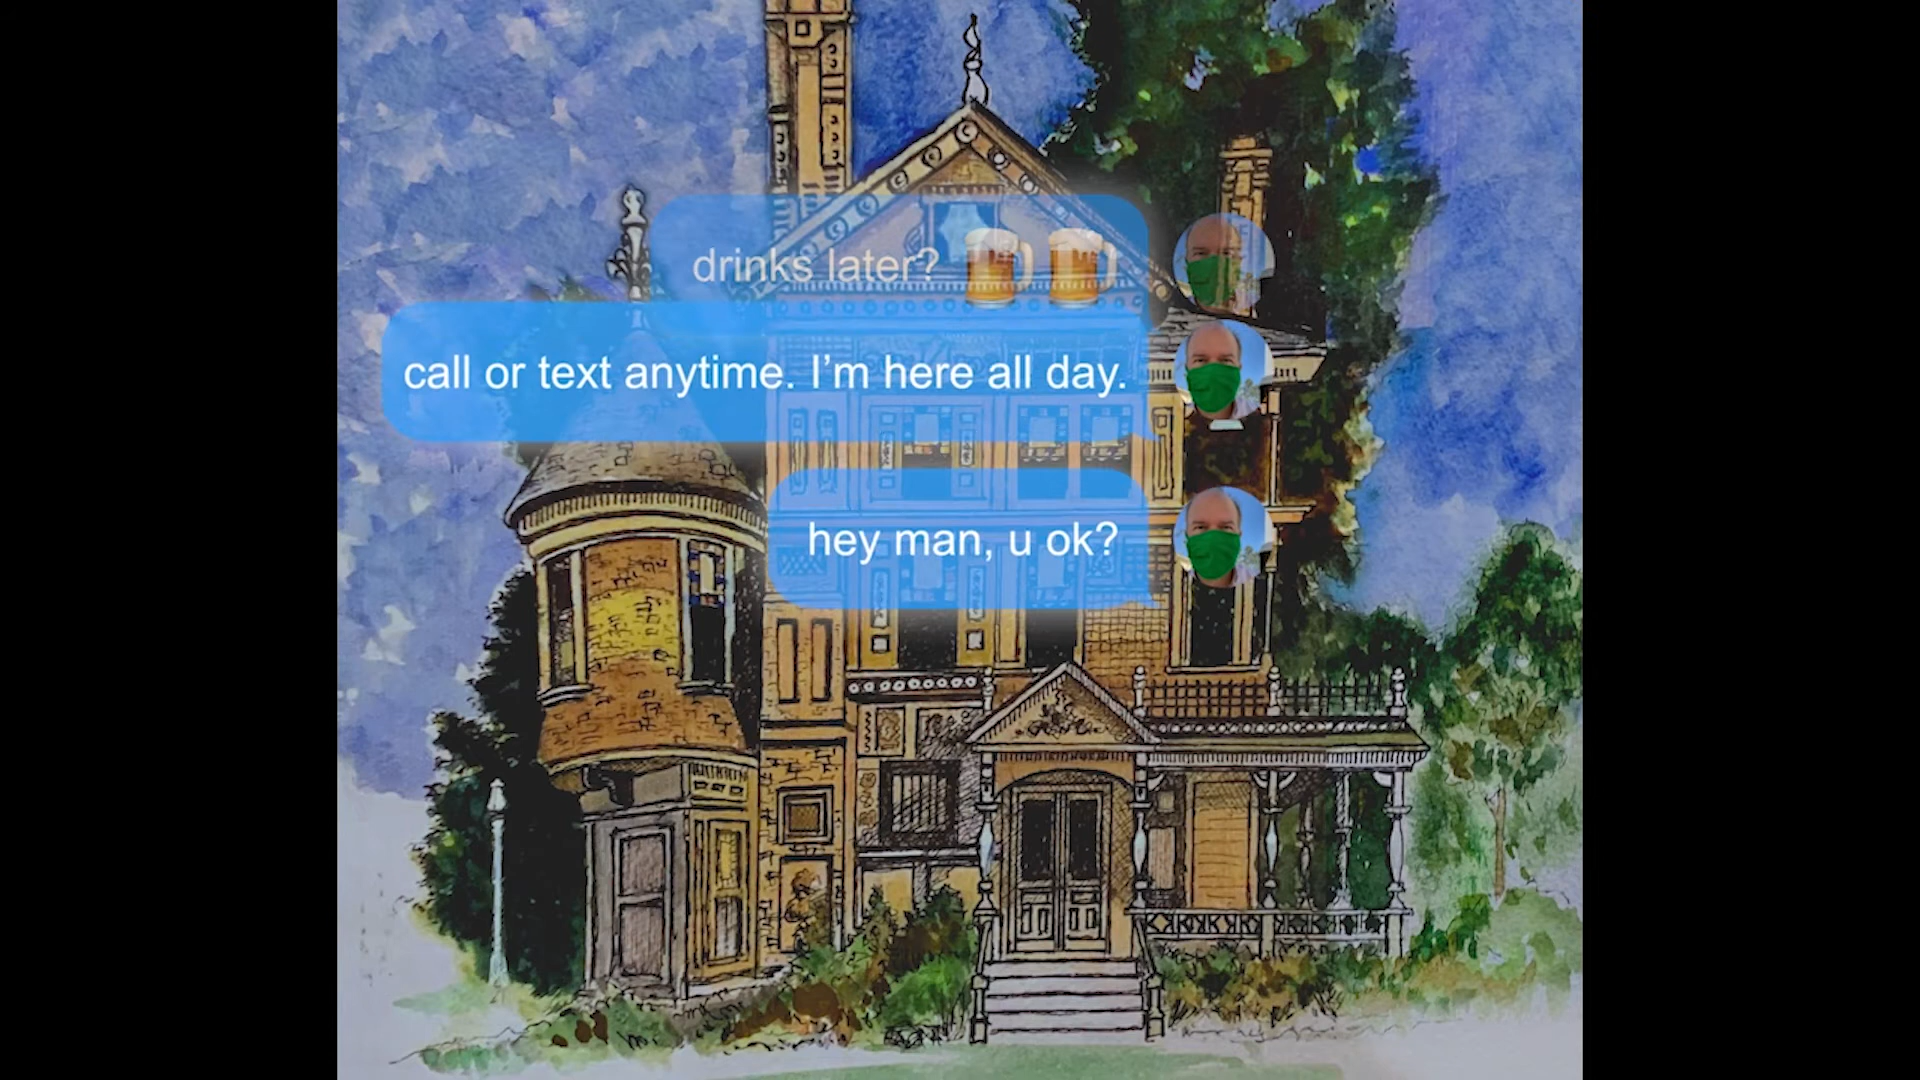 drinks later? 🍺🍺
call or text anytime. I’m here all day.
hey man, u ok?